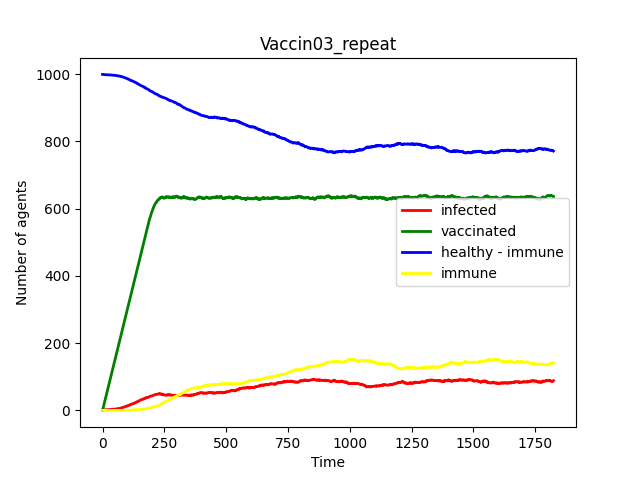 Vaccin03_repeat
Number of agents
1000
800
600
400
200
0
infected
vaccinated
healthy - immune
immune
0 250 500 750 1000 1250 1500 1750
Time